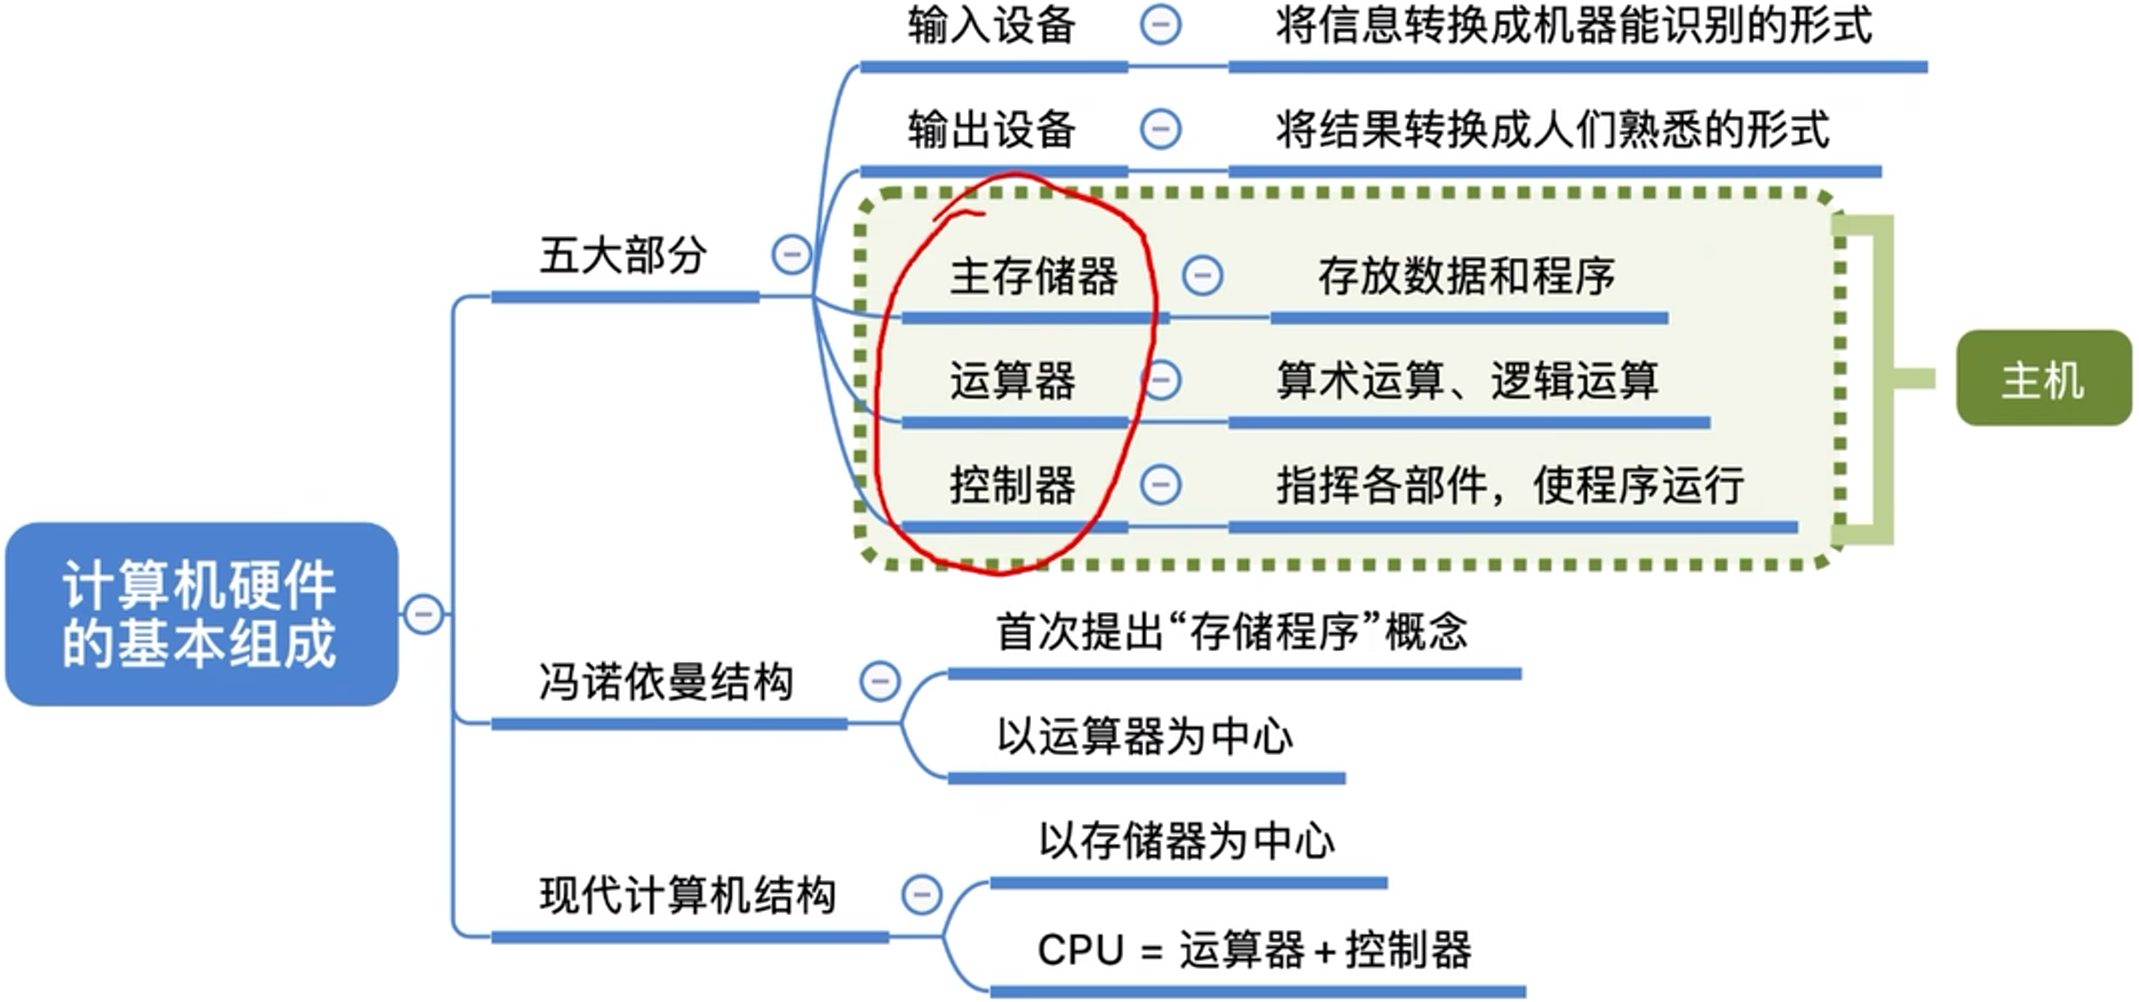 输入设备 将信息转换成机器能识别的形式
输出设备 将结果转换成人们熟悉的形式
五大部分
主存储器 存放数据和程序
运算器 算术运算、逻辑运算
主机
控制器 指挥各部件，使程序运行
计算机硬件
的基本组成
首次提出“存储程序”概念
冯诺依曼结构
以运算器为中心
以存储器为中心
现代计算机结构
CPU = 运算器 + 控制器